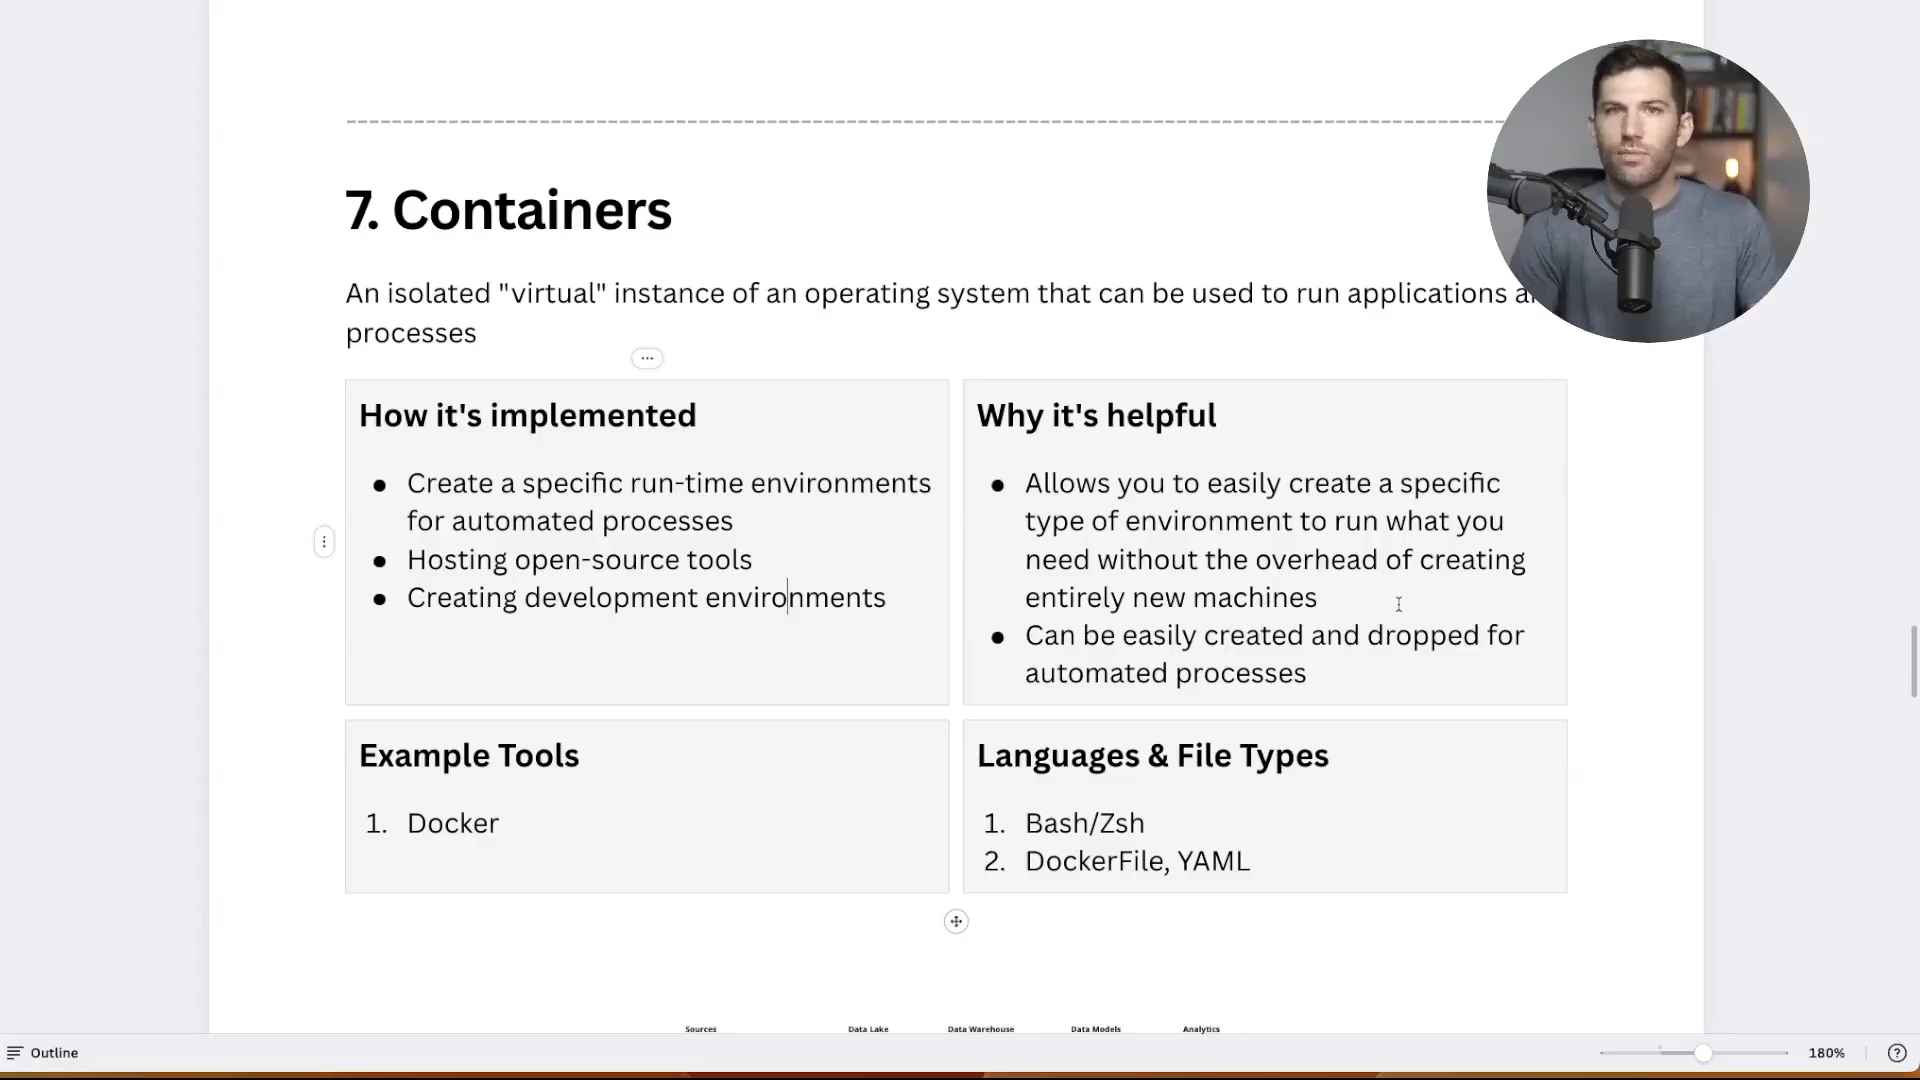 7. Containers
An isolated "virtual" instance of an operating system that can be used to run applications
processes
How it's implemented
● Create a specific run-time environments
for automated processes
● Hosting open-source tools
● Creating development environments
Why it's helpful
● Allows you to easily create a specific
type of environment to run what you
need without the overhead of creating
entirely new machines
● Can be easily created and dropped for
automated processes
Example Tools
1. Docker
Languages & File Types
1. Bash/Zsh
2. DockerFile, YAML
Sources Data Lake Data Warehouse Data Models Analytics
Outline
180%